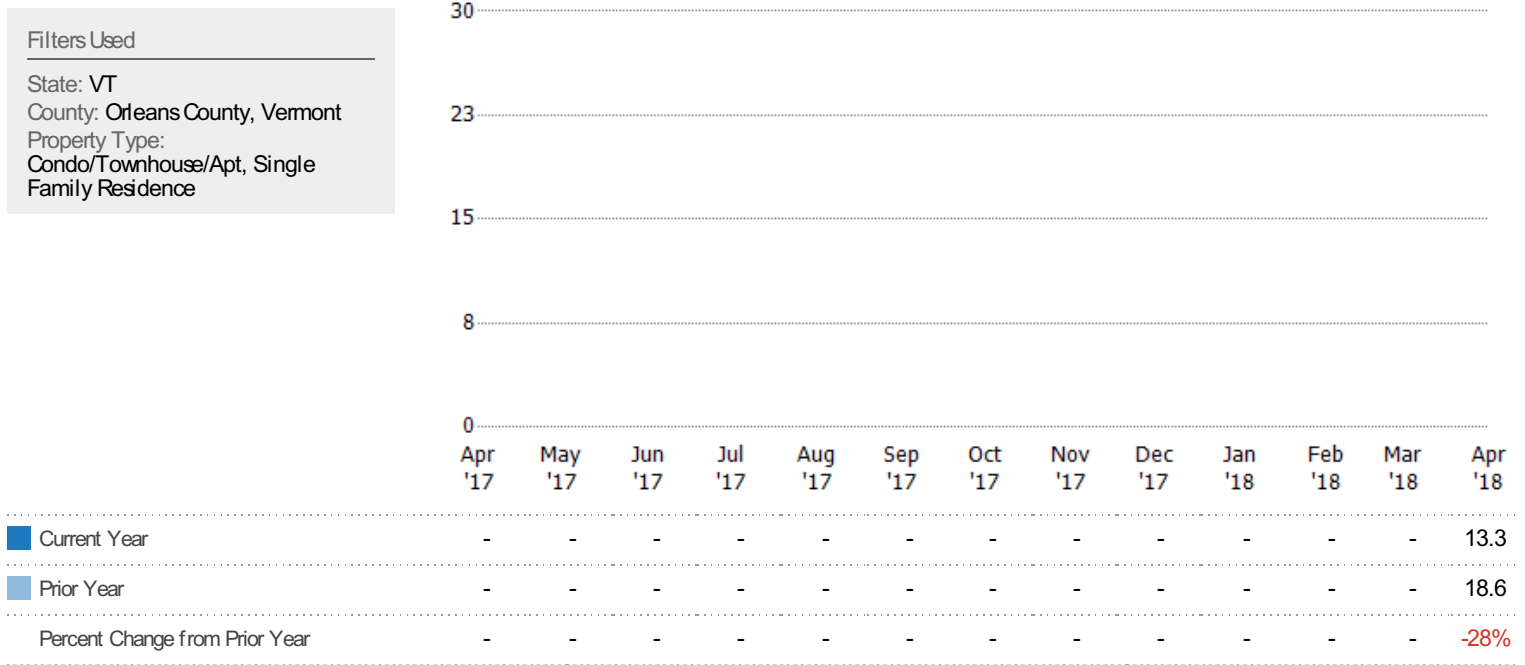 Filters Used
State: VT
County: Orleans County, Vermont
Property Type:
Condo/Townhouse/Apt, Single
Family Residence
30
23
15
8
0
Apr May Jun Jul Aug Sep Oct Nov Dec Jan Feb Mar Apr
'17 '17 '17 '17 '17 '17 '17 '17 '17 '18 '18 '18 '18
Current Year - - - - - - - - - - - - 13.3
Prior Year - - - - - - - - - - - - 18.6
Percent Change from Prior Year - - - - - - - - - - - - -28%